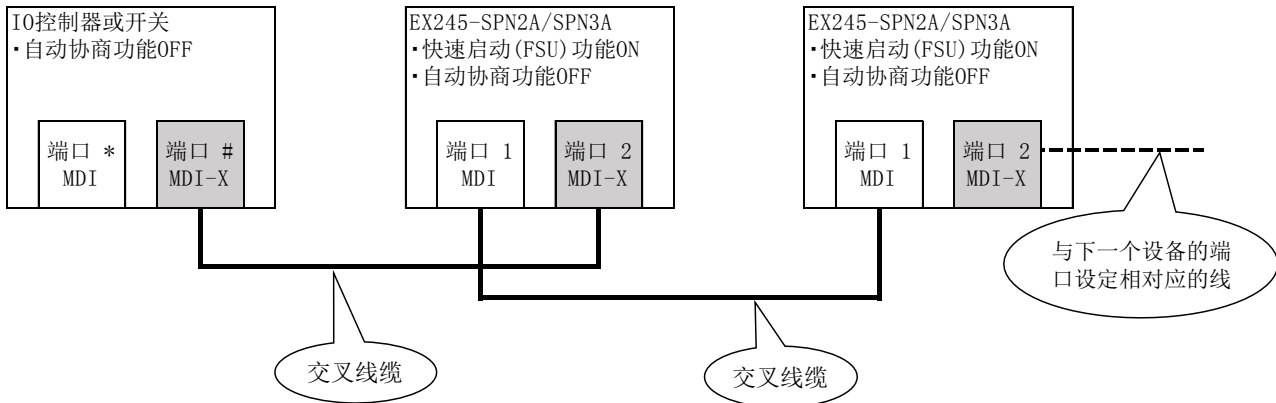 IO控制器或开关
・自动协商功能OFF
端口 *
MDI
端口 #
MDI-X
EX245-SPN2A/SPN3A
・快速启动(FSU)功能ON
・自动协商功能OFF
端口 1
MDI
端口 2
MDI-X
EX245-SPN2A/SPN3A
・快速启动(FSU)功能ON
・自动协商功能OFF
端口 1
MDI
端口 2
MDI-X
与下一个设备的端
口设定相对应的线
交叉线缆
交叉线缆